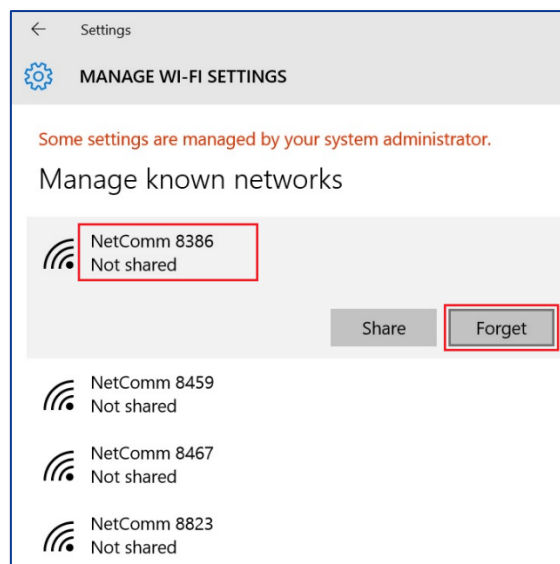 Settings
MANAGE WI-FI SETTINGS
Some settings are managed by your system administrator.
Manage known networks
NetComm 8386
Not shared
Share Forget
NetComm 8459
Not shared
NetComm 8467
Not shared
NetComm 8823
Not shared